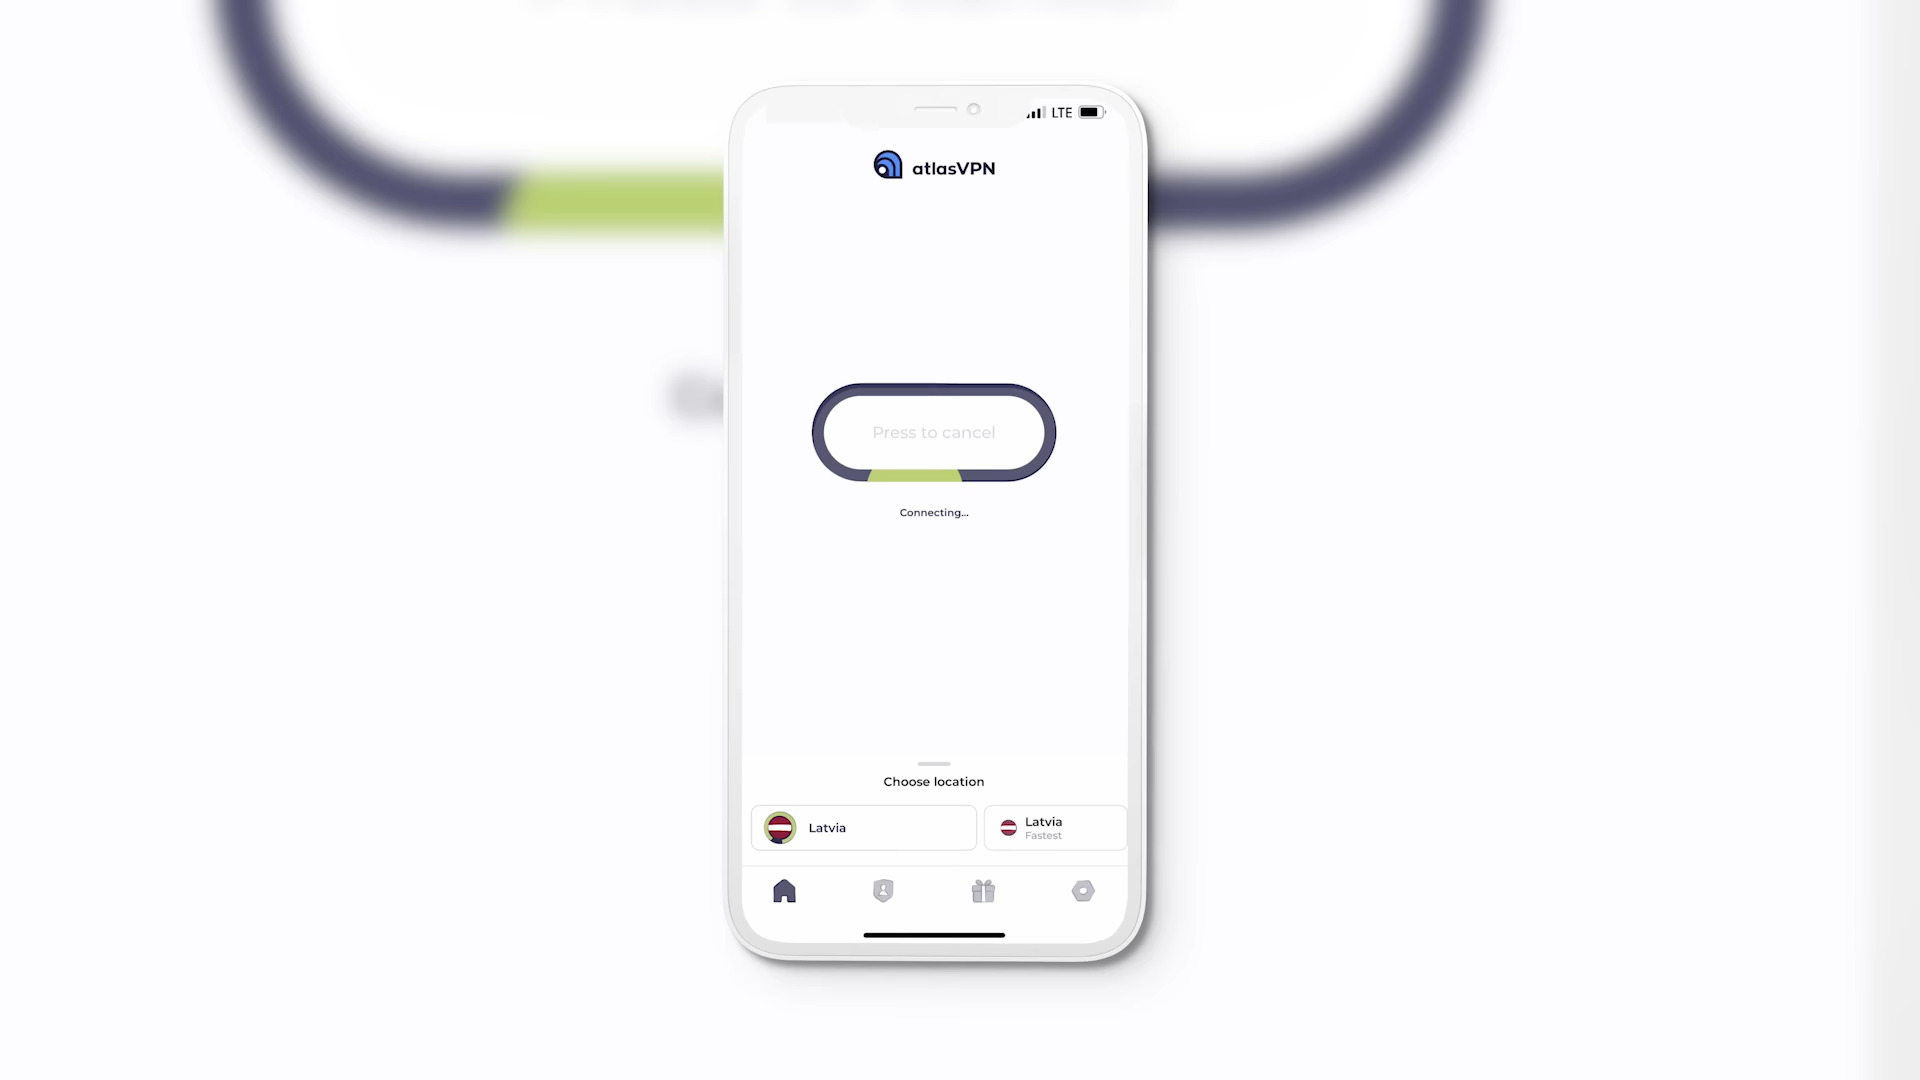 LTE
atlasVPN
Press to cancel
Connecting...
Choose location
Latvia
Latvia
Fastest